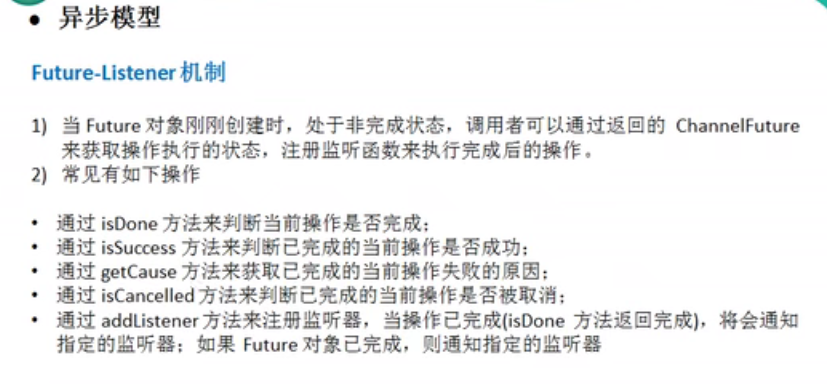 • 异步模型
Future-Listener 机制
1) 当 Future 对象刚刚创建时，处于非完成状态，调用者可以通过返回的 ChannelFuture
来获取操作执行的状态，注册监听函数来执行完成后的操作。
2) 常见有如下操作
• 通过 isDone 方法来判断当前操作是否完成；
• 通过 isSuccess 方法来判断已完成的当前操作是否成功；
• 通过 getCause 方法来获取已完成的当前操作失败的原因；
• 通过 isCancelled 方法来判断已完成的当前操作是否被取消；
• 通过 addListener 方法来注册监听器，当操作已完成(isDone 方法返回完成)，将会通知
指定的监听器；如果 Future 对象已完成，则通知指定的监听器